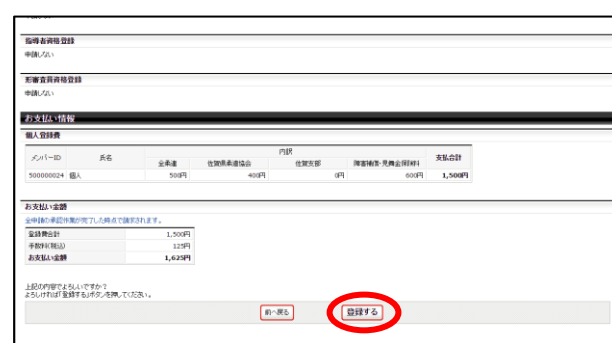 指導者資格登録
申請しない
形審査員資格登録
申請しない
お支払い情報
個人登録費
メンバーID 氏名 内訳 支払合計
全柔連 佐賀県柔道協会 佐賀支部 障害補償・見舞金保険料
500000024 個人 500円 400円 0円 600円 1,500円
お支払い金額
全申請の承認作業が完了した時点で請求されます。
登録費合計 1,500円
手数料(税込) 125円
お支払い金額 1,625円
上記の内容でよろしいですか?
よろしければ「登録する」ボタンを押してください。
前へ戻る 登録する